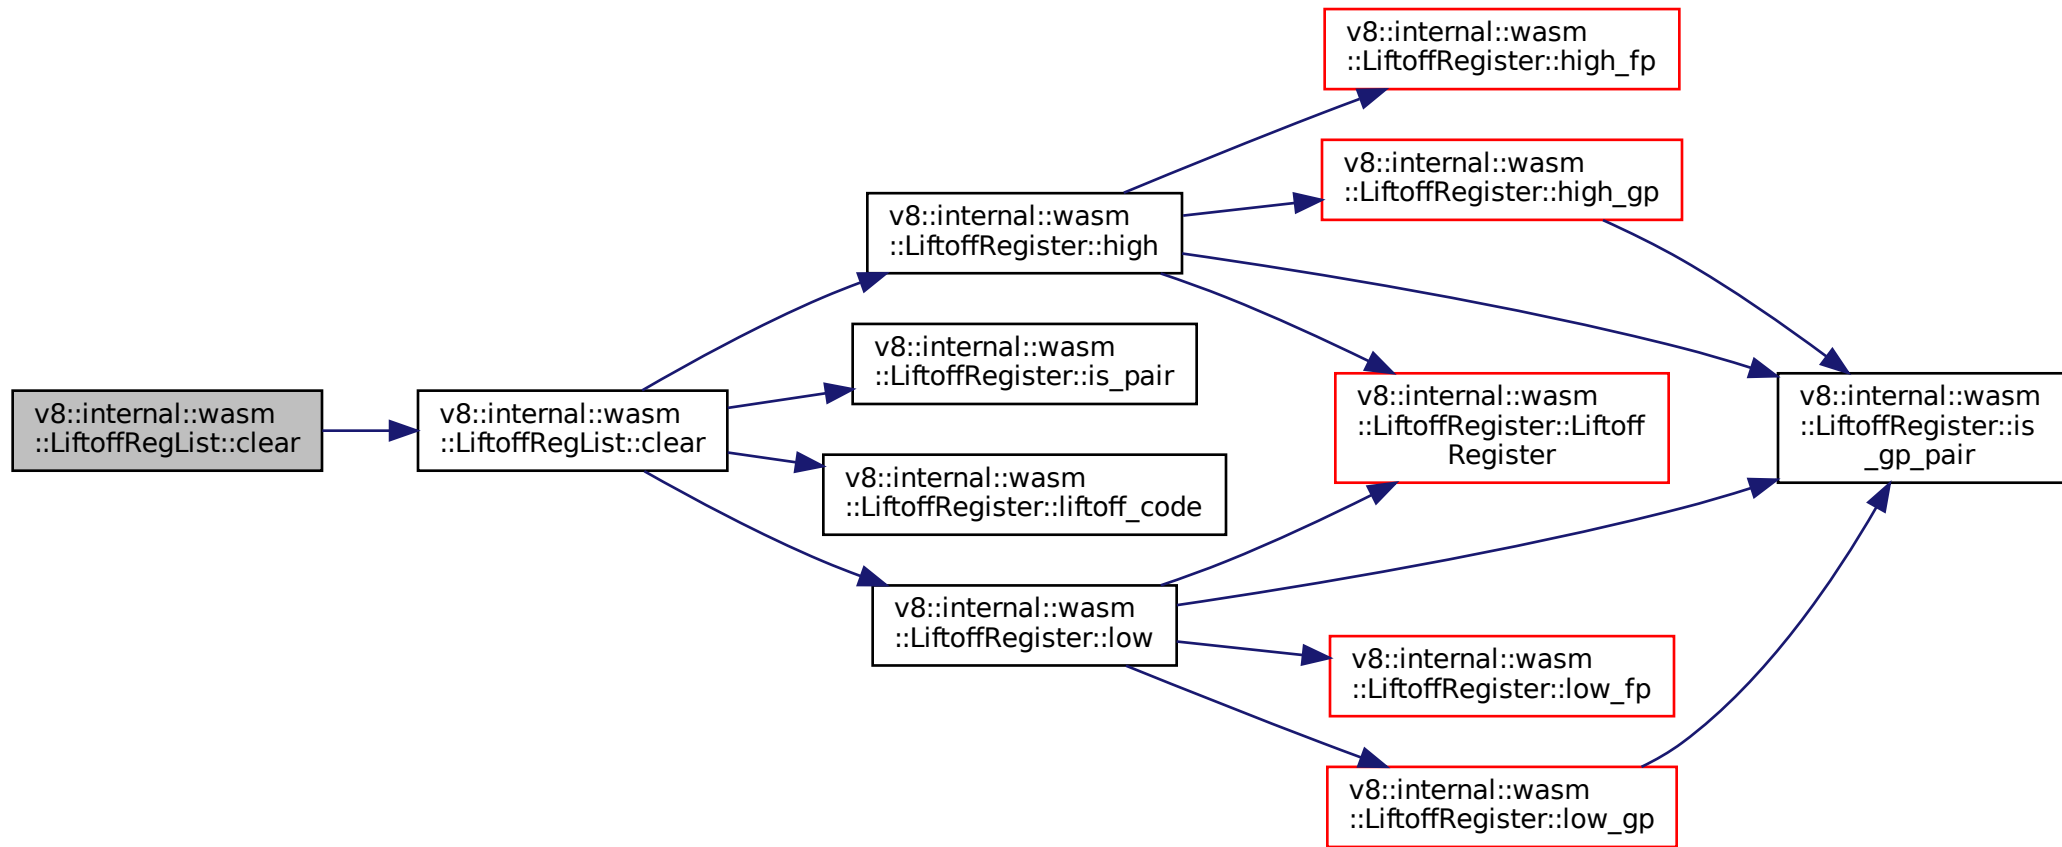 v8::internal::wasm
::LiftoffRegList::clear
v8::internal::wasm
::LiftoffRegList::clear
v8::internal::wasm
::LiftoffRegister::high
v8::internal::wasm
::LiftoffRegister::is_pair
v8::internal::wasm
::LiftoffRegister::liftoff_code
v8::internal::wasm
::LiftoffRegister::low
v8::internal::wasm
::LiftoffRegister::high_fp
v8::internal::wasm
::LiftoffRegister::high_gp
v8::internal::wasm
::LiftoffRegister::Liftoff
Register
v8::internal::wasm
::LiftoffRegister::low_fp
v8::internal::wasm
::LiftoffRegister::low_gp
v8::internal::wasm
::LiftoffRegister::is
_gp_pair